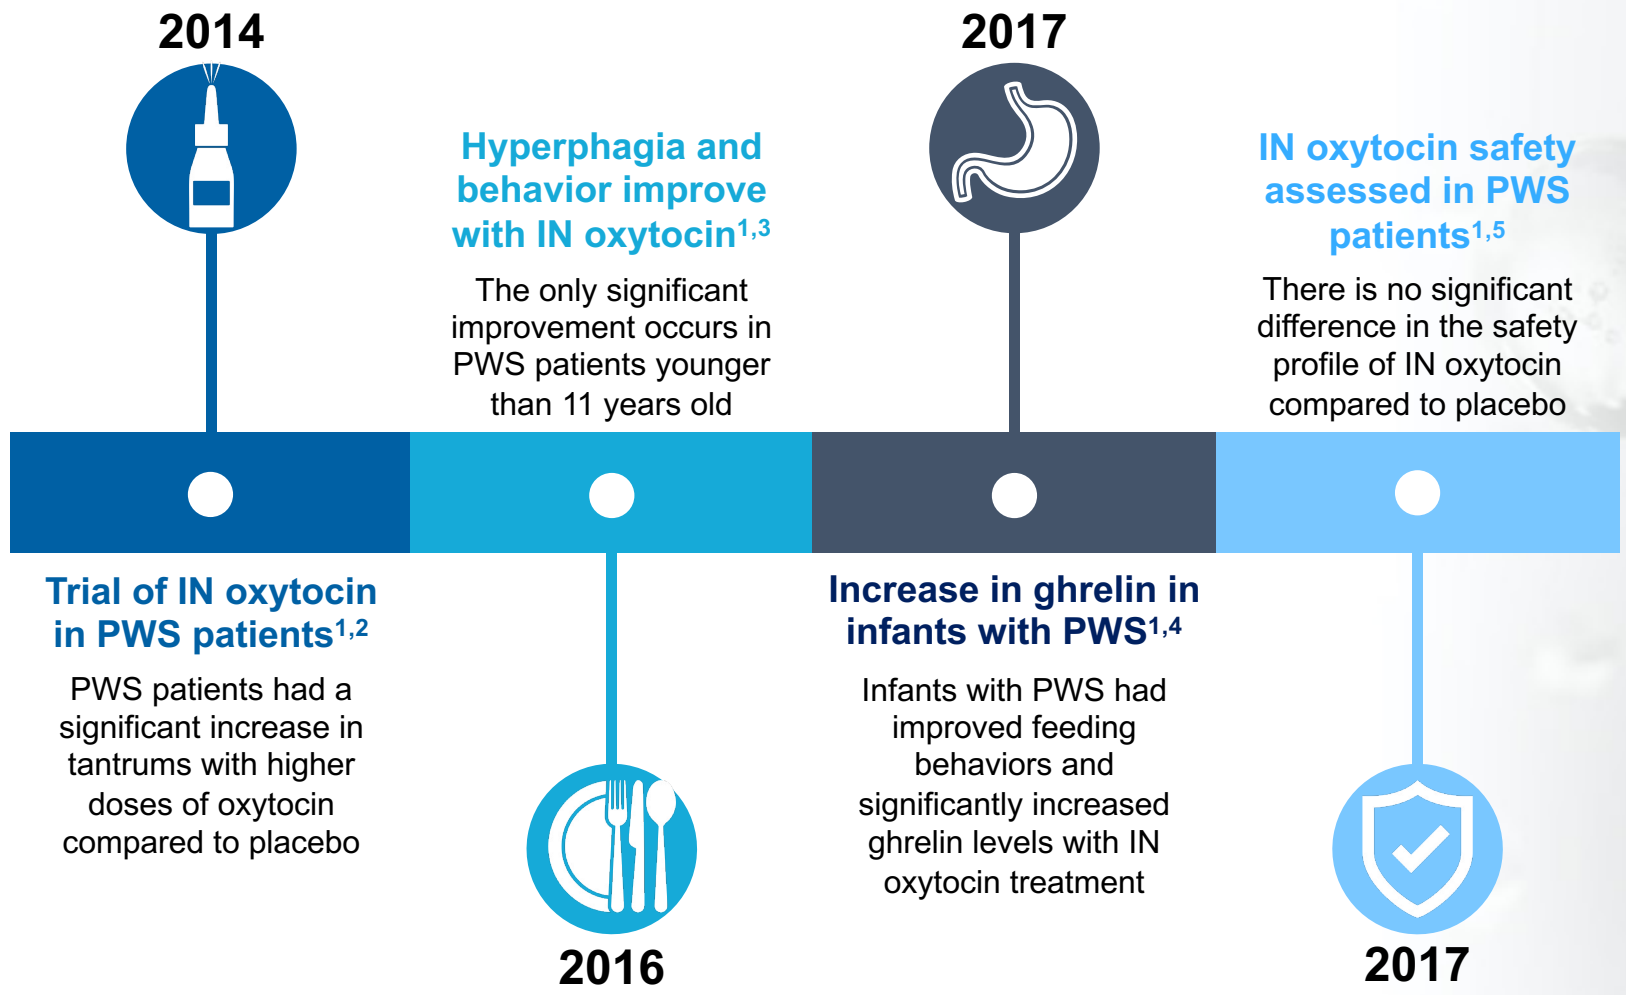 2014
Trial of IN oxytocin
in PWS patients1,2
PWS patients had a
significant increase in
tantrums with higher
doses of oxytocin
compared to placebo
Hyperphagia and
behavior improve
with IN oxytocin1,3
The only significant
improvement occurs in
PWS patients younger
than 11 years old
2016
2017
Increase in ghrelin in
infants with PWS1,4
Infants with PWS had
improved feeding
behaviors and
significantly increased
ghrelin levels with IN
oxytocin treatment
IN oxytocin safety
assessed in PWS
patients1,5
There is no significant
difference in the safety
profile of IN oxytocin
compared to placebo
2017